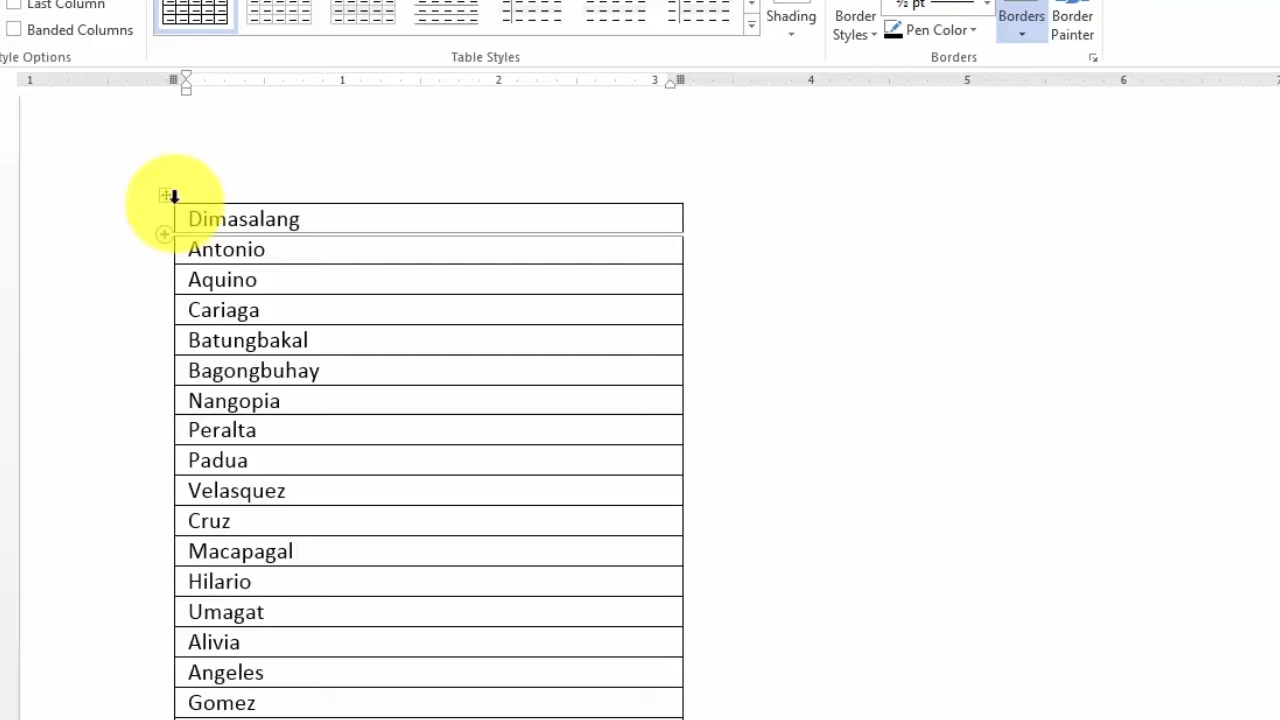 Last Column
Banded Columns
yle Options
Table Styles
Shading
Border
Styles
½ pt
Pen Color
Borders
Border
Painter
Borders
1 1 2 3 4 5 6 7
Dimasalang
Antonio
Aquino
Cariaga
Batungbakal
Bagongbuhay
Nangopia
Peralta
Padua
Velasquez
Cruz
Macapagal
Hilario
Umagat
Alivia
Angeles
Gomez